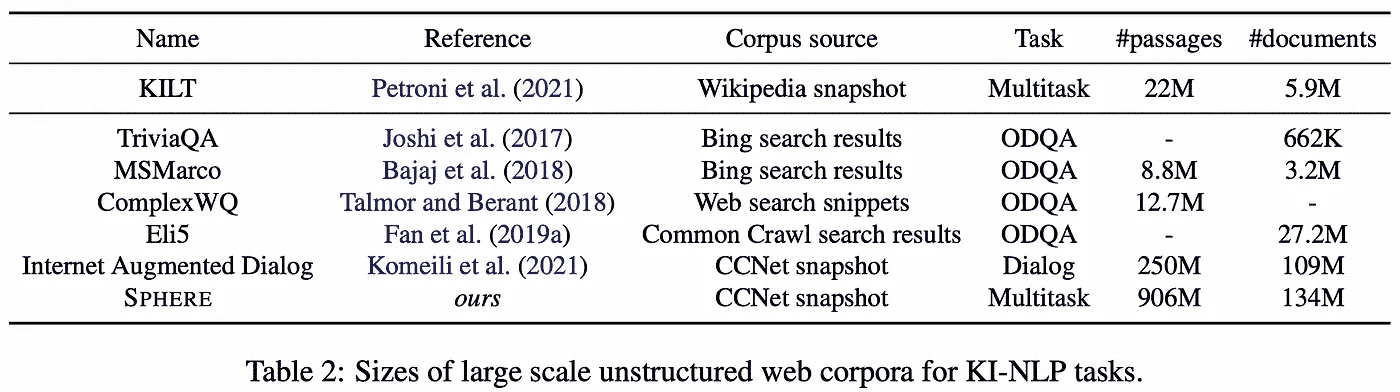 Name Reference Corpus source Task #passages #documents
KILT Petroni et al. (2021) Wikipedia snapshot Multitask 22M 5.9M
TriviaQA Joshi et al. (2017) Bing search results ODQA - 662K
MSMarco Bajaj et al. (2018) Bing search results ODQA 8.8M 3.2M
ComplexWQ Talmor and Berant (2018) Web search snippets ODQA 12.7M -
Eli5 Fan et al. (2019a) Common Crawl search results ODQA - 27.2M
Internet Augmented Dialog Komeili et al. (2021) CCNet snapshot Dialog 250M 109M
SPHERE ours CCNet snapshot Multitask 906M 134M
Table 2: Sizes of large scale unstructured web corpora for KI-NLP tasks.